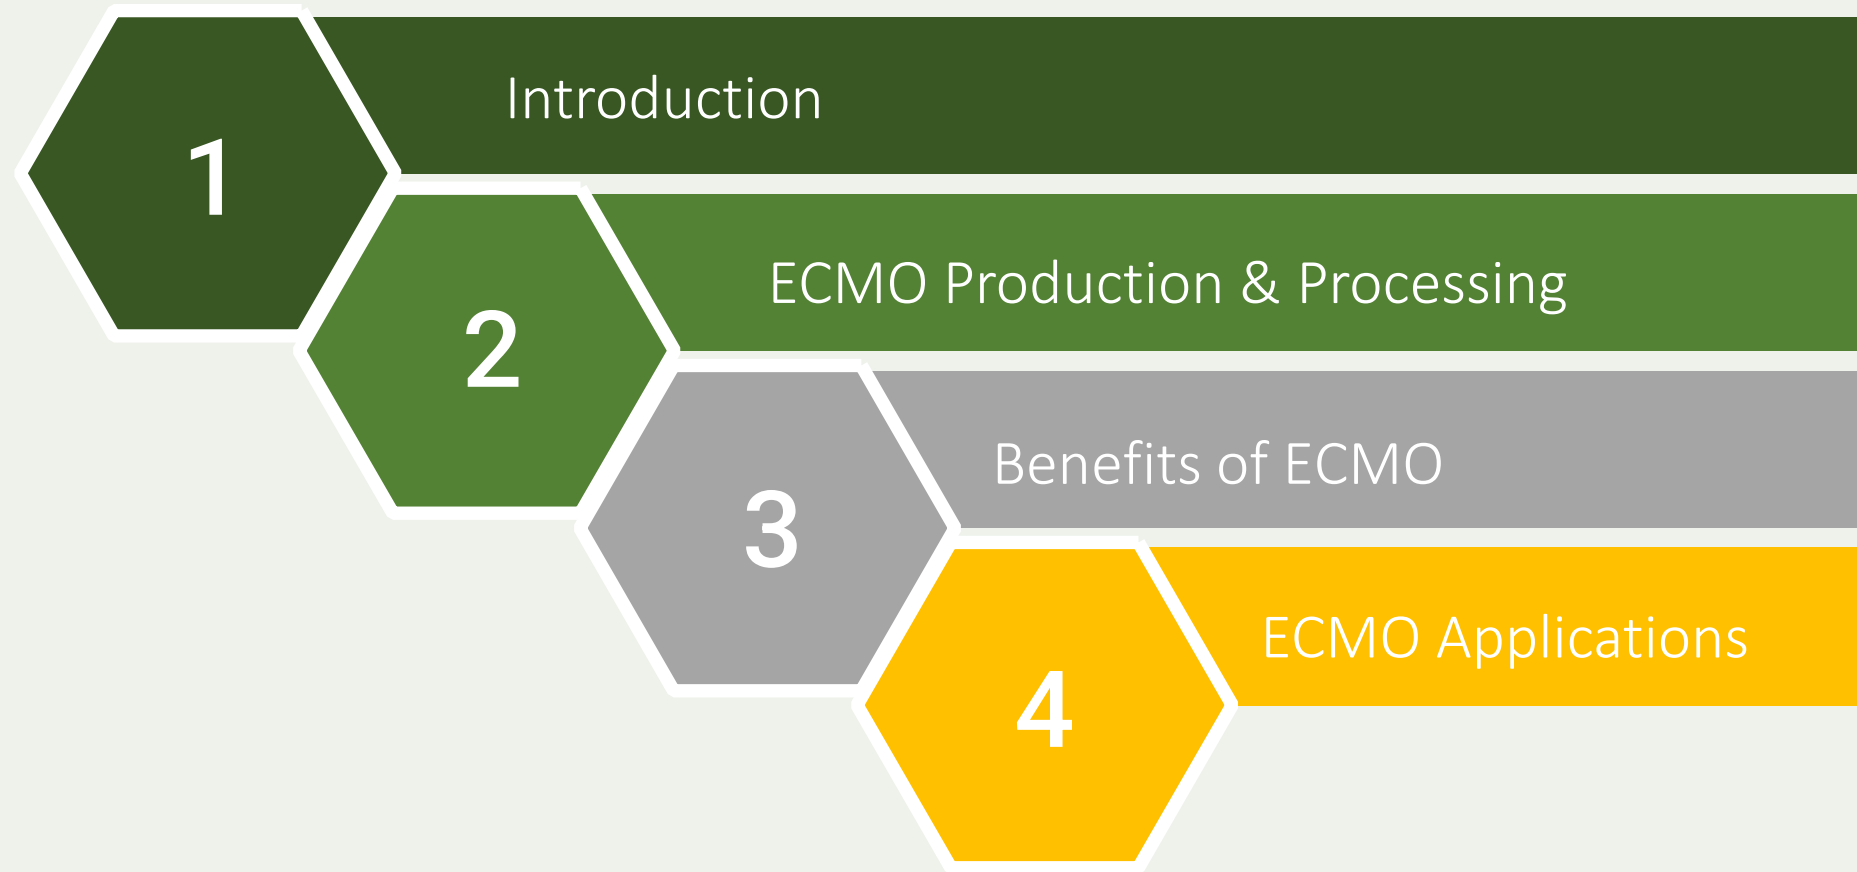 1
Introduction
2
ECMO Production & Processing
3
Benefits of ECMO
4
ECMO Applications